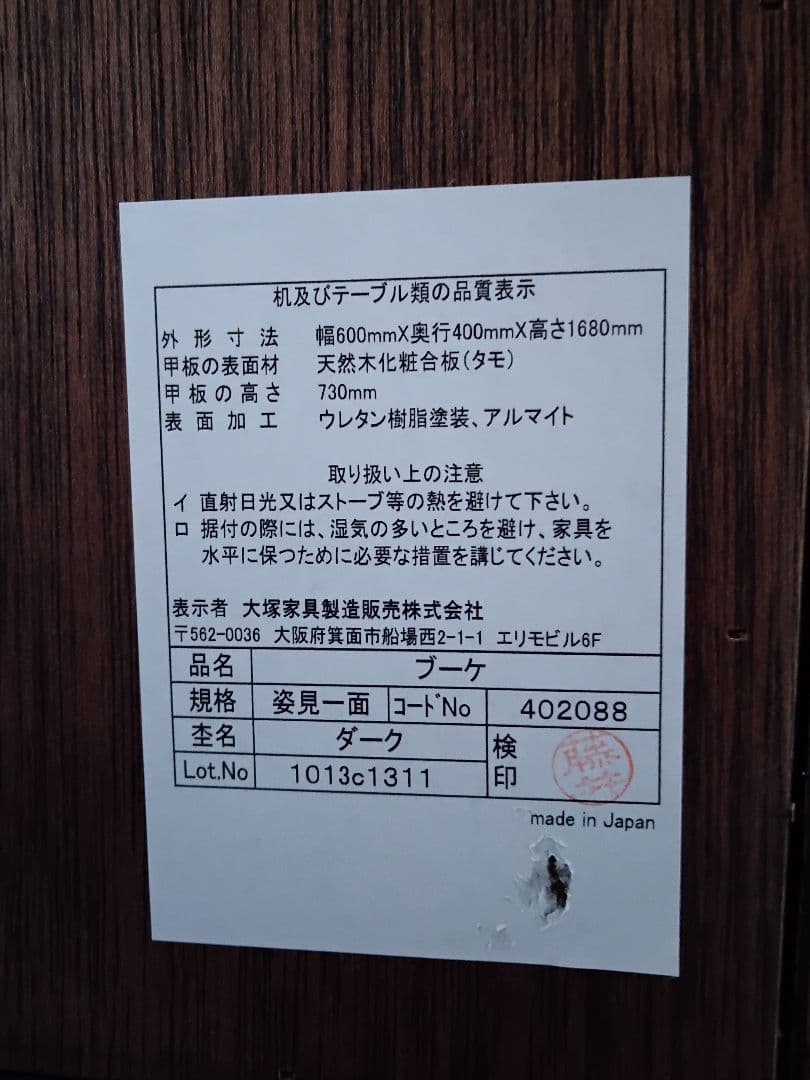 机及びテーブル類の品質表示
外形寸法 幅600mmX奥行400mmX高さ1680mm
甲板の表面材 天然木化粧合板(タモ)
甲板の高さ 730mm
表面加工 ウレタン樹脂塗装、アルマイト
取り扱い上の注意
イ 直射日光又はストーブ等の熱を避けて下さい。
ロ 据付の際には、湿気の多いところを避け、家具を
水平に保つために必要な措置を講じてください。
表示者 大塚家具製造販売株式会社
〒562-0036 大阪府箕面市船場西2-1-1 エリモビル6F
品名 ブーケ
規格 姿見一面 コードNo 402088
杢名 ダーク
Lot.No 1013c1311 検印
made in Japan